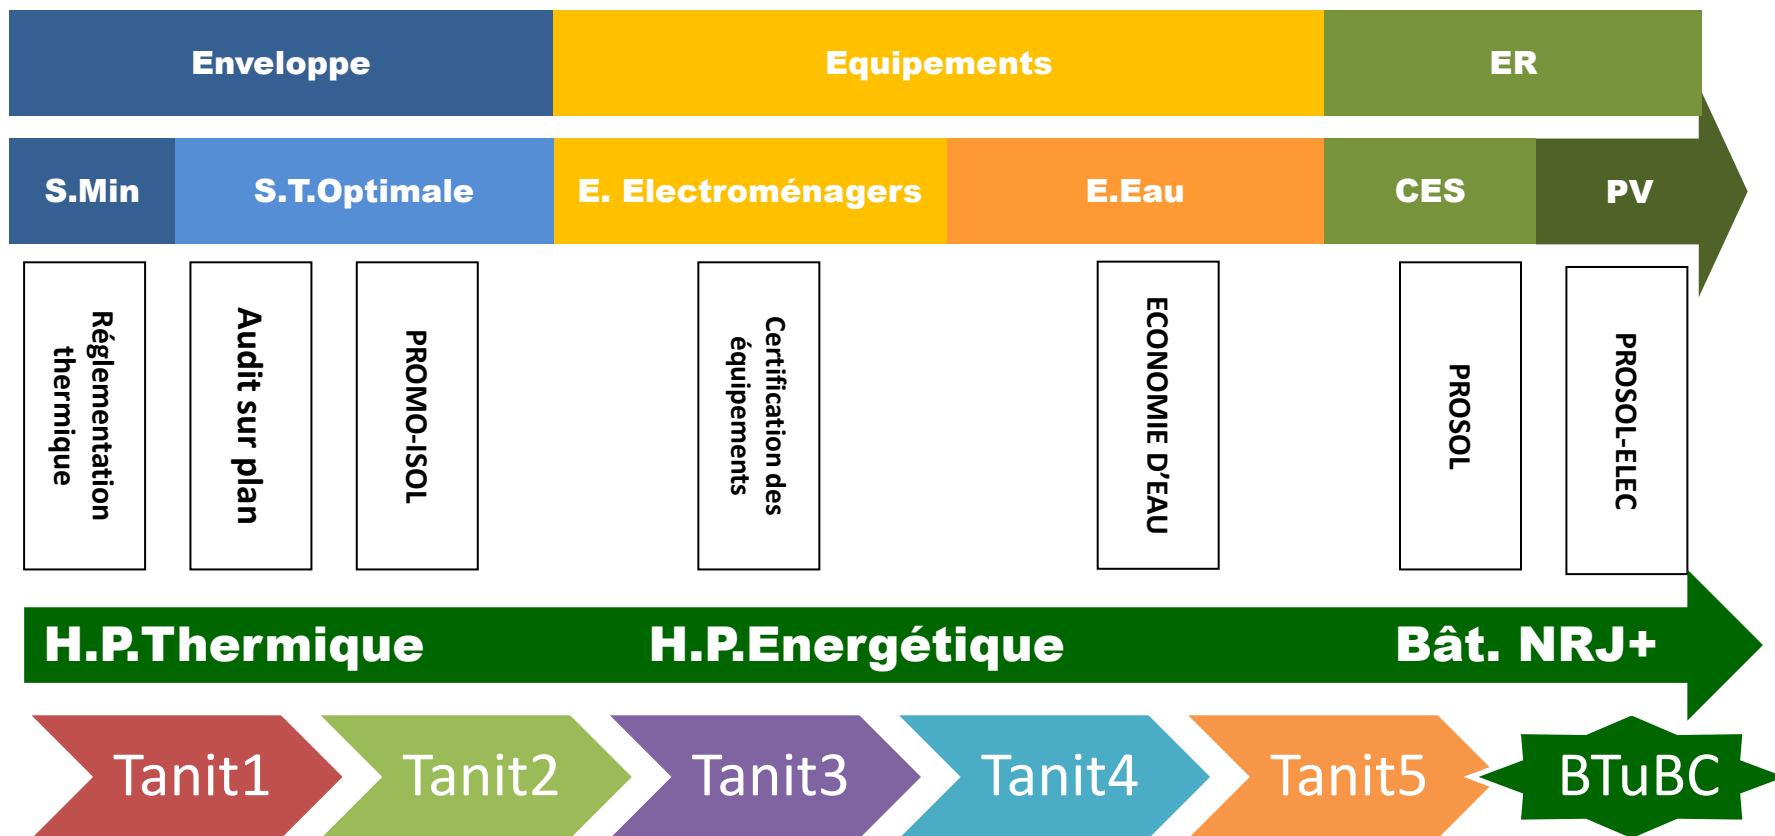 Enveloppe
Equipements
ER
S.Min
S.T.Optimale
E. Electroménagers
E.Eau
CES
PV
Réglementation
thermique
Audit sur plan
PROMO-ISOL
Certification des
équipements
ECONOMIE D’EAU
PROSOL
PROSOL-ELEC
H.P.Thermique
H.P.Energétique
Bât. NRJ+
Tanit1
Tanit2
Tanit3
Tanit4
Tanit5
BTuBC